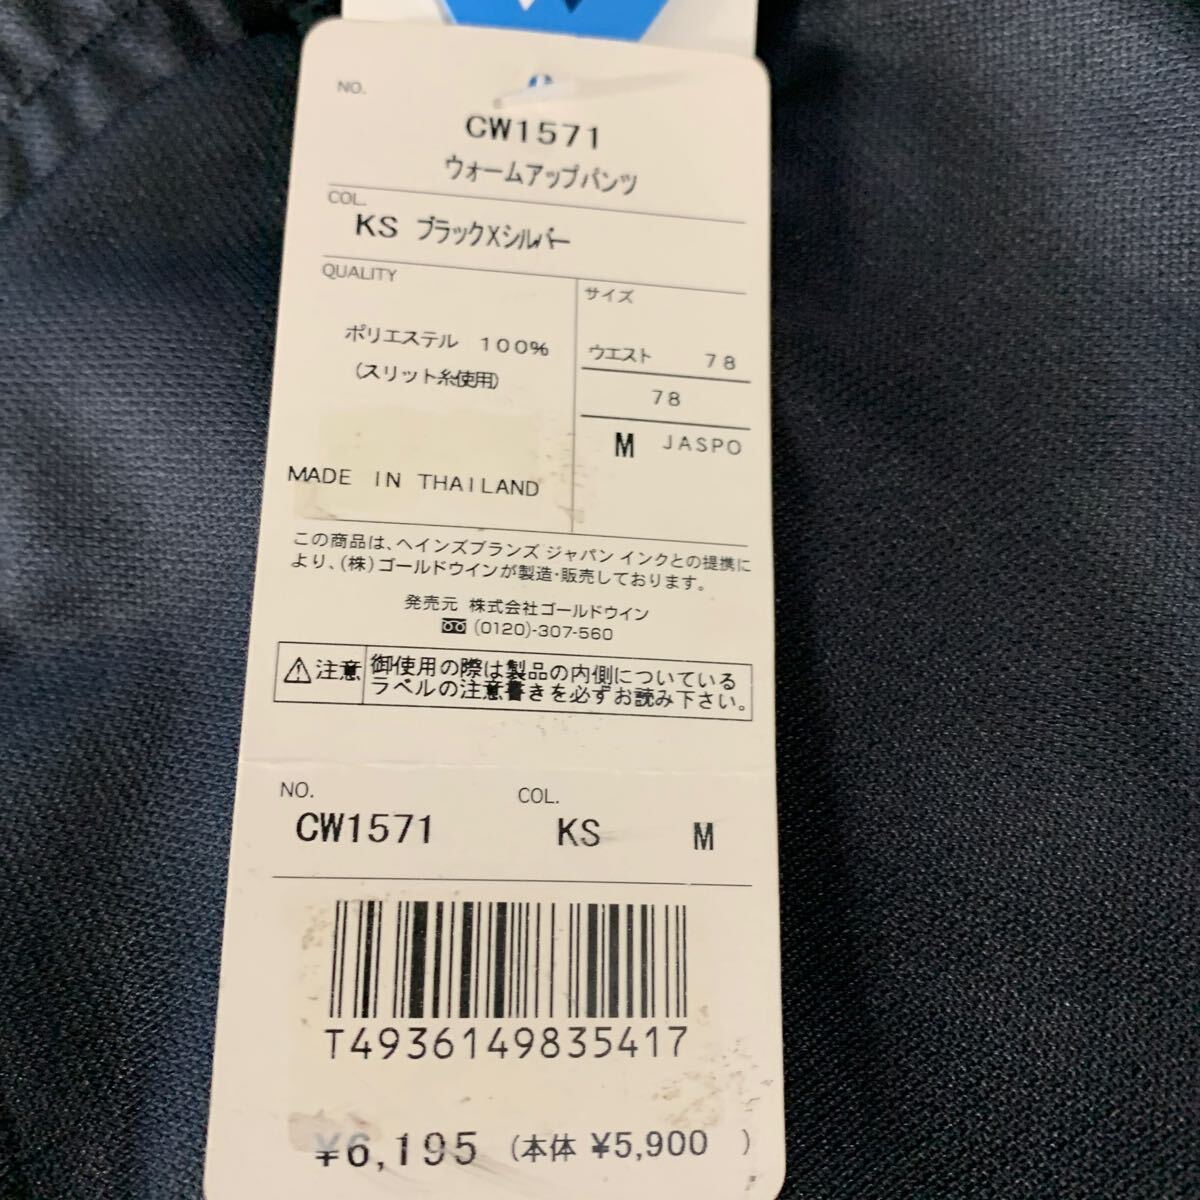 NO.
CW1571
ウォームアップパンツ
COL.
KS ブラックXシルバー
QUALITY
サイズ
ポリエステル 100%
(スリット糸使用)
ウエスト 78
78
M JASPO
MADE IN THAILAND
この商品は、ヘインズブランズ ジャパン インクとの提携に
より、(株)ゴールドウインが製造・販売しております。
発売元 株式会社ゴールドウイン
(0120)-307-560
注意 御使用の際は製品の内側についている
ラベルの注意書きを必ずお読み下さい。
NO. COL.
CW1571 KS M
T4936149835417
¥6,195 (本体 ¥5,900 )